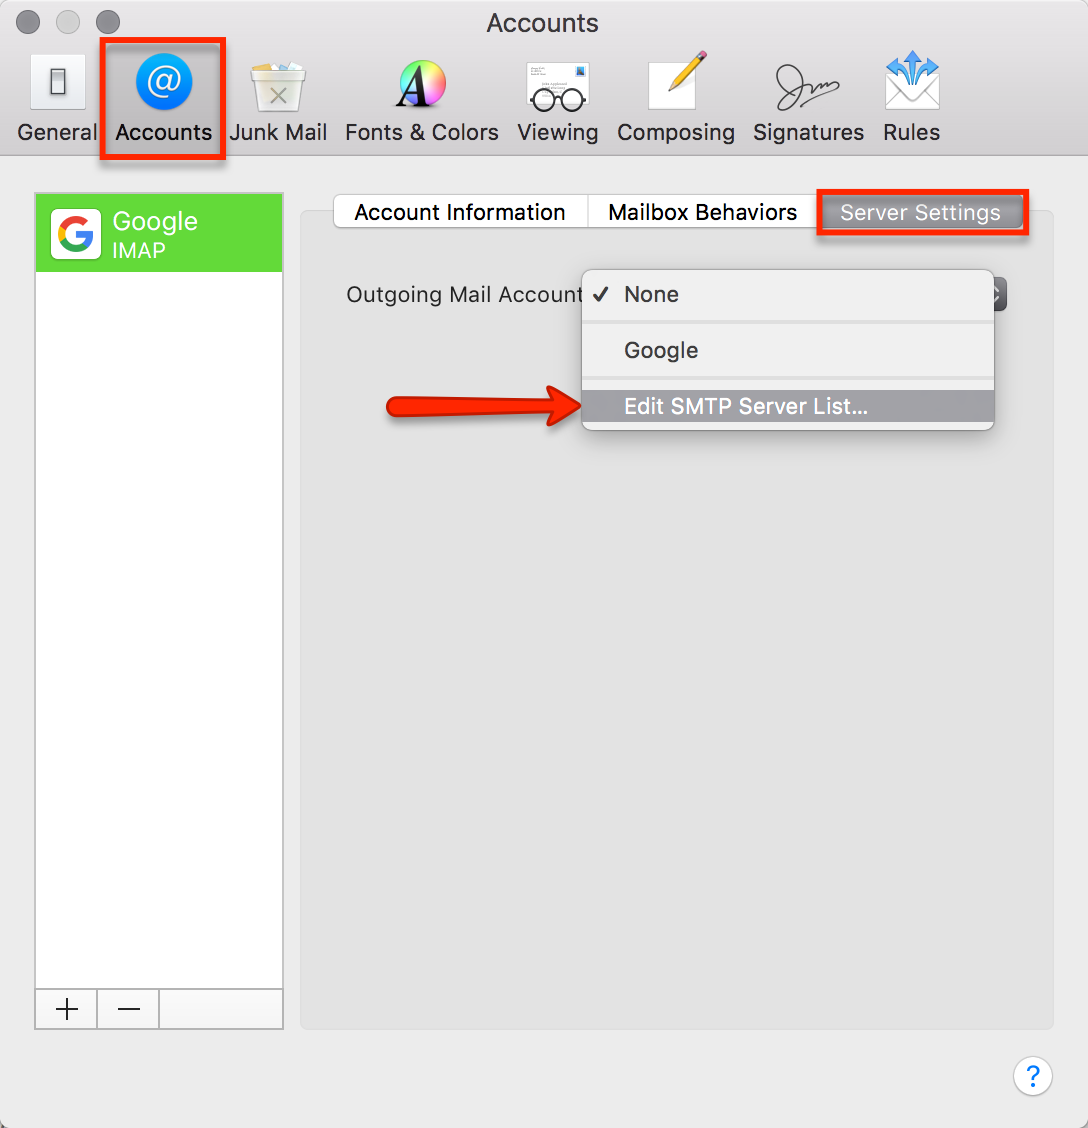 Accounts
General
Accounts
Junk Mail
Fonts & Colors
Viewing
Composing
Signatures
Rules
Google
IMAP
Account Information
Mailbox Behaviors
Server Settings
Outgoing Mail Account
✓ None
Google
Edit SMTP Server List...
?